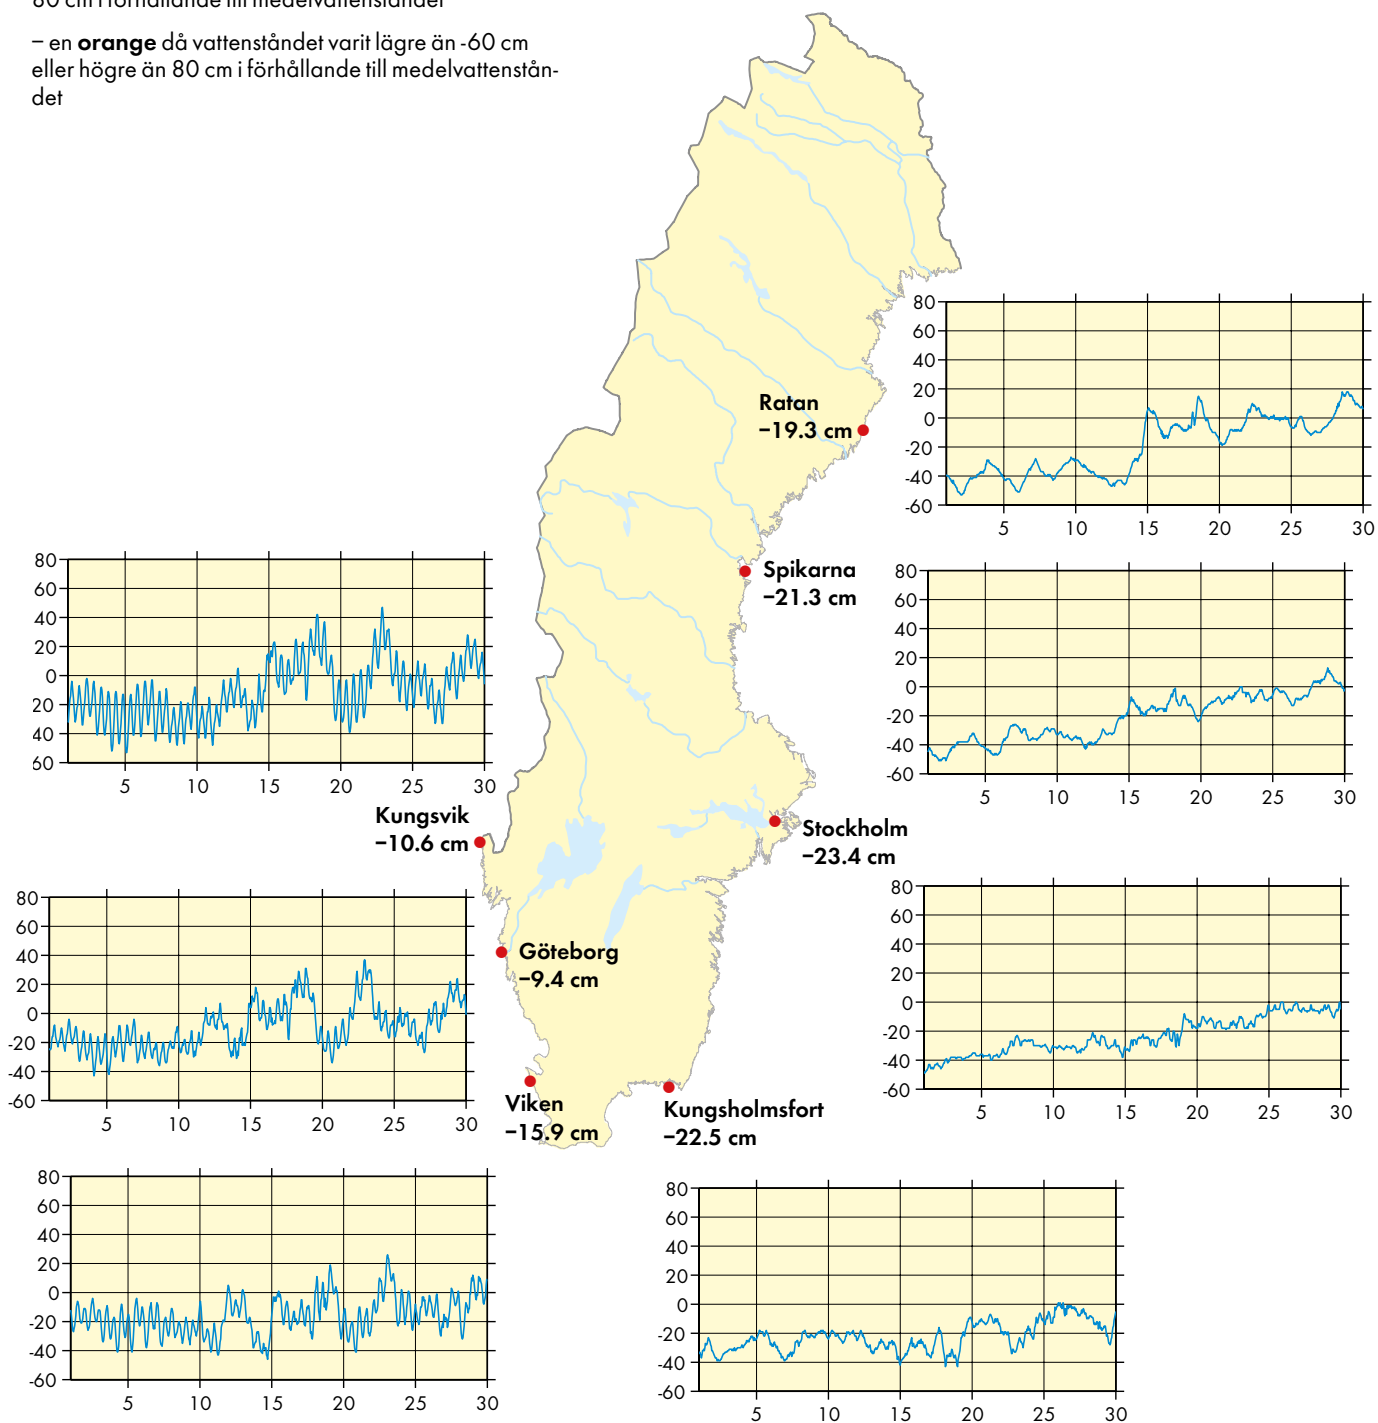 80 cm i förhållande till medelvattenståndet
– en orange då vattenståndet varit lägre än -60 cm
eller högre än 80 cm i förhållande till medelvattenstån-
det
Ratan
–19.3 cm
80
60
40
20
0
-20
-40
-60
5 10 15 20 25 30
Spikarna
–21.3 cm
80
60
40
20
0
-20
-40
-60
5 10 15 20 25 30
80
60
40
20
0
20
40
60
5 10 15 20 25 30
Kungsvik
–10.6 cm
Stockholm
–23.4 cm
80
60
40
20
0
-20
-40
-60
5 10 15 20 25 30
80
60
40
20
0
-20
-40
-60
5 10 15 20 25 30
Göteborg
–9.4 cm
Viken
–15.9 cm
Kungsholmsfort
–22.5 cm
80
60
40
20
0
-20
-40
-60
5 10 15 20 25 30
80
60
40
20
0
-20
-40
-60
5 10 15 20 25 30